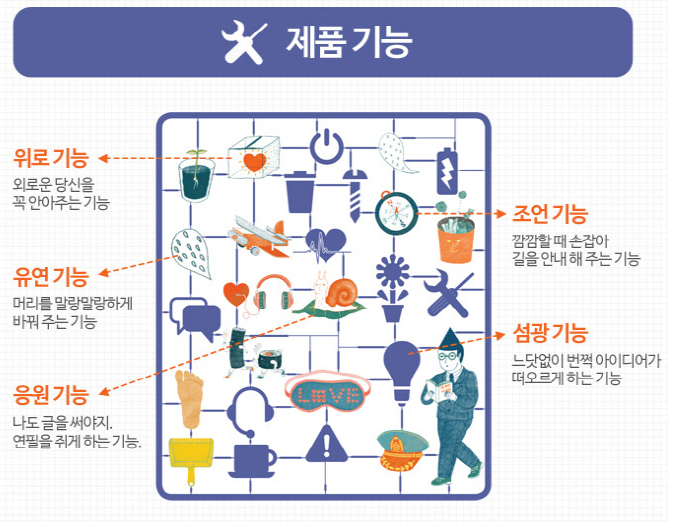 제품 기능
위로 기능
외로운 당신을
꼭 안아주는 기능
조언 기능
깜깜할 때 손잡아
길을 안내 해 주는 기능
유연 기능
머리를 말랑말랑하게
바꿔 주는 기능
섬광 기능
느닷없이 번쩍 아이디어가
떠오르게 하는 기능
응원 기능
나도 글을 써야지.
연필을 쥐게 하는 기능.
LOVE